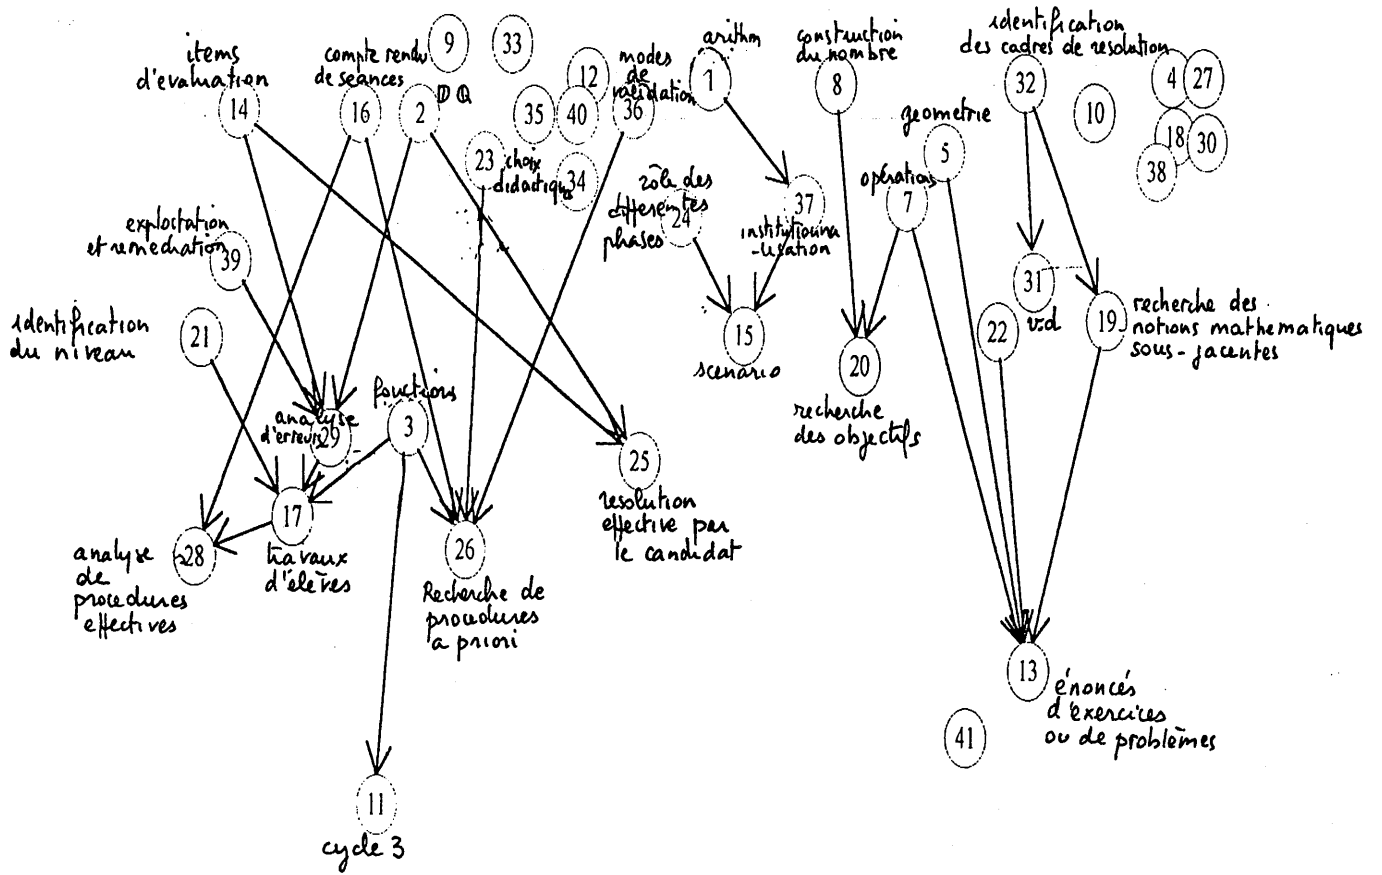 items
d'evaluation
14
compte rendu
de seances
16
9
D Q
2
33
12
35
40
modes
de
validation
36
23
choix
didactique
34
arithm
1
construction
du nombre
8
identification
des cadres de resolution
32
4
27
10
18
30
38
geometrie
5
opérations
7
rôle des
differentes
phases
24
37
institutionna
-lisation
exploitation
et remediation
39
identification
du niveau
21
15
scenario
20
recherche
des objectifs
31
vid
22
19
recherche des
notions mathematiques
sous-jacentes
analyse
d'erreurs
29
fonctions
3
25
resolution
effective par
le candidat
17
travaux
d'élèves
28
analyse
de
procedures
effectives
26
Recherche de
procedures
a priori
13
énoncés
d'exercices
ou de problèmes
41
11
cycle 3